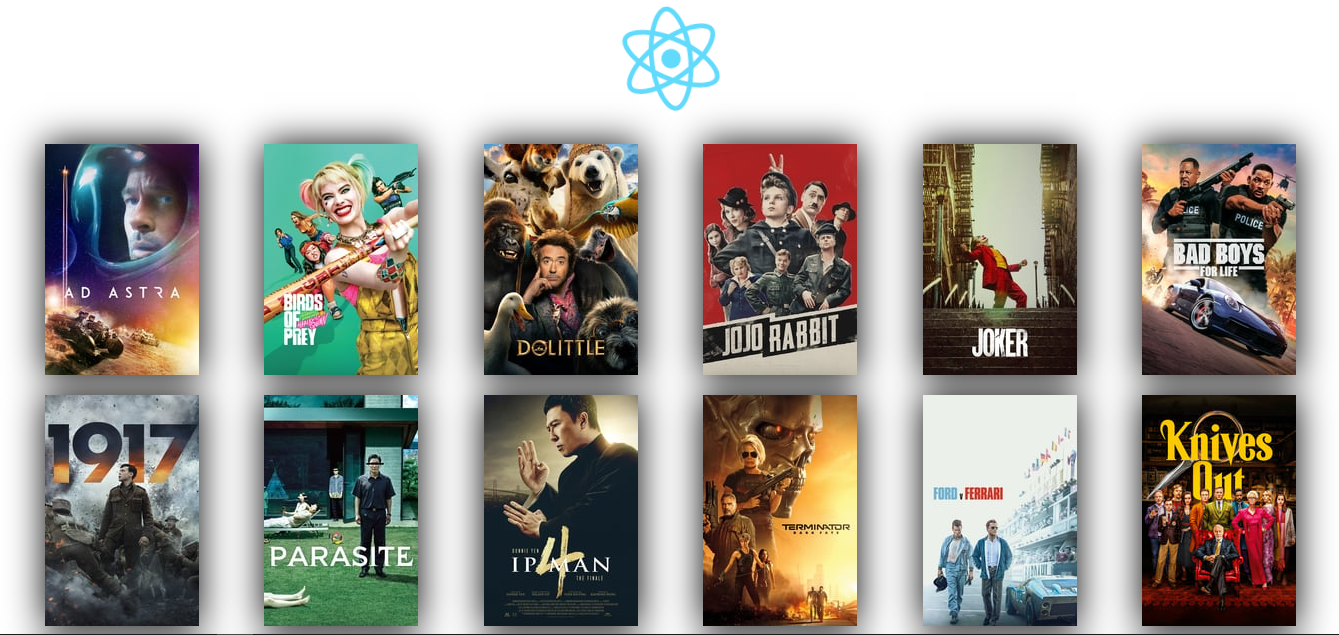 AD ASTRA
BIRDS
OF
PREY
DOLITTLE
JOJO RABBIT
JOKER
POLICE
POLICE
BAD BOYS
FOR LIFE
1917
PARASITE
DONNIE YEN
IP MAN
4
THE FINALE
TERMINATOR
DARK FATE
FORD v FERRARI
Knives
Out